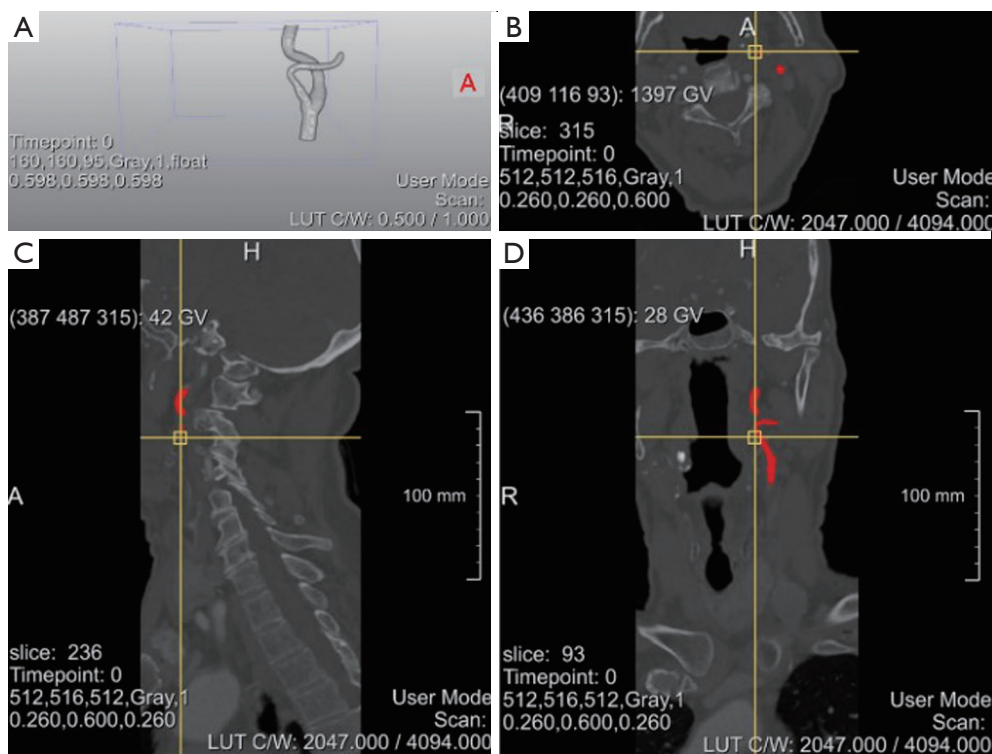 A
A
Timepoint: 0
160,160,95,Gray,1,float
0.598,0.598,0.598
User Mode
Scan:
LUT C/W: 0.500 / 1.000
B
A
(409 116 93): 1397 GV
R
slice: 315
Timepoint: 0
512,512,516,Gray,1
0.260,0.260,0.600
User Mode
Scan:
LUT C/W: 2047.000 / 4094.000
C
H
(387 487 315): 42 GV
A
100 mm
slice: 236
Timepoint: 0
512,516,512,Gray,1
0.260,0.600,0.260
User Mode
Scan:
LUT C/W: 2047.000 / 4094.000
D
H
(436 386 315): 28 GV
R
100 mm
slice: 93
Timepoint: 0
512,516,512,Gray,1
0.260,0.600,0.260
User Mode
Scan:
LUT C/W: 2047.000 / 4094.000